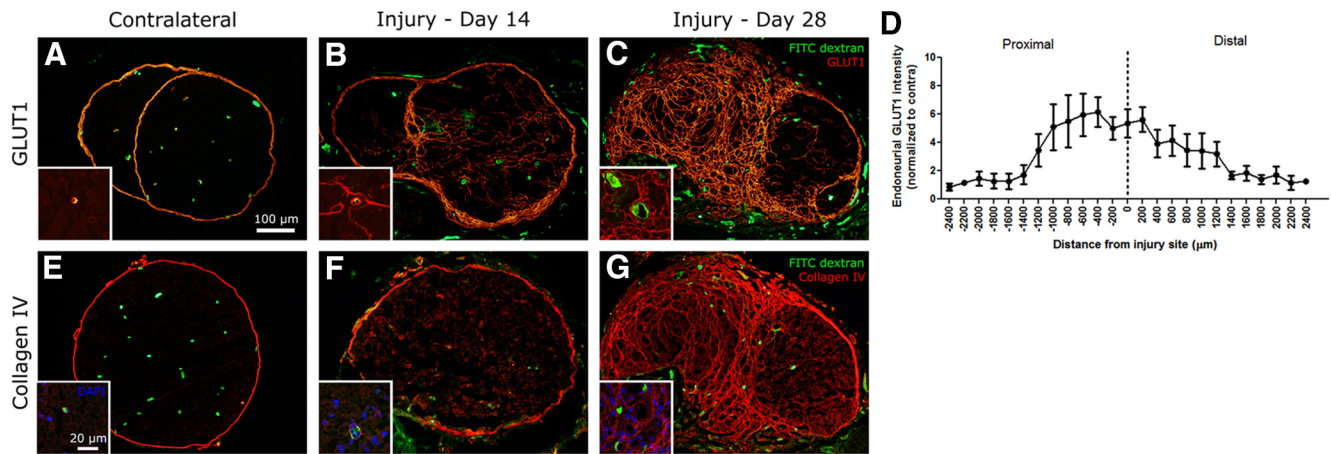 Contralateral
Injury - Day 14
Injury - Day 28
GLUT1
A
100 µm
B
C
FITC dextran
GLUT1
D
Proximal
Distal
Endoneurial GLUT1 intensity
(normalized to contra)
10
8
6
4
2
0
-2400
-2200
-2000
-1800
-1600
-1400
-1200
-1000
-800
-600
-400
-200
0
200
400
600
800
1000
1200
1400
1600
1800
2000
2200
2400
Distance from injury site (µm)
Collagen IV
E
DAPI
20 µm
F
G
FITC dextran
Collagen IV